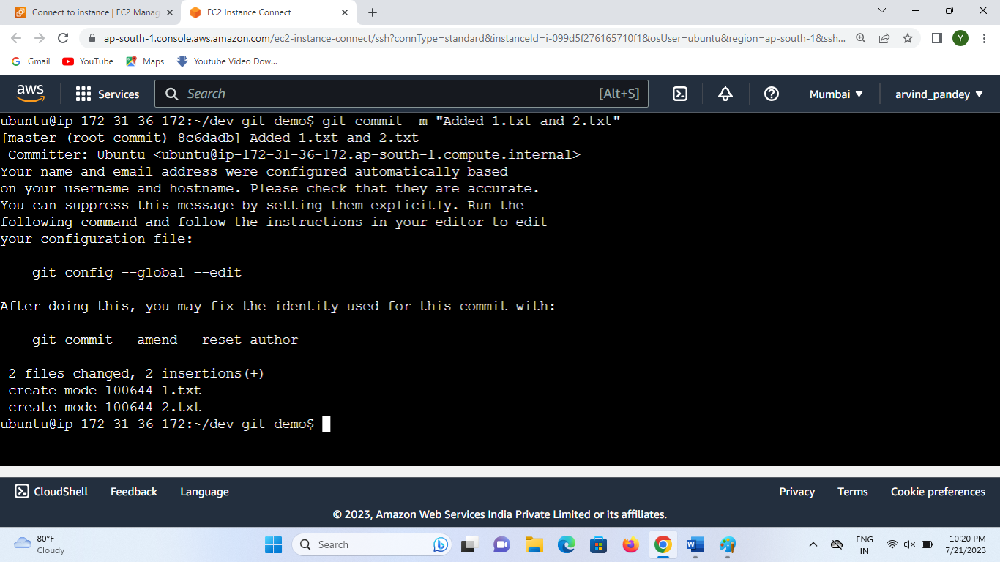 Connect to instance | EC2 Manag
EC2 Instance Connect
ap-south-1.console.aws.amazon.com/ec2-instance-connect/ssh?connType=standard&instanceId=i-099d5f276165710f1&osUser=ubuntu&region=ap-south-1&ssh...
Y
Gmail
YouTube
Maps
Youtube Video Dow...
aws
Services
Search
[Alt+S]
Mumbai
arvind_pandey
ubuntu@ip-172-31-36-172:~/dev-git-demo$ git commit -m "Added 1.txt and 2.txt"
[master (root-commit) 8c6dadb] Added 1.txt and 2.txt
Committer: Ubuntu <ubuntu@ip-172-31-36-172.ap-south-1.compute.internal>
Your name and email address were configured automatically based
on your username and hostname. Please check that they are accurate.
You can suppress this message by setting them explicitly. Run the
following command and follow the instructions in your editor to edit
your configuration file:
git config --global --edit
After doing this, you may fix the identity used for this commit with:
git commit --amend --reset-author
2 files changed, 2 insertions(+)
create mode 100644 1.txt
create mode 100644 2.txt
ubuntu@ip-172-31-36-172:~/dev-git-demo$
CloudShell
Feedback
Language
Privacy
Terms
Cookie preferences
© 2023, Amazon Web Services India Private Limited or its affiliates.
80°F
Cloudy
Search
ENG
IN
10:20 PM
7/21/2023